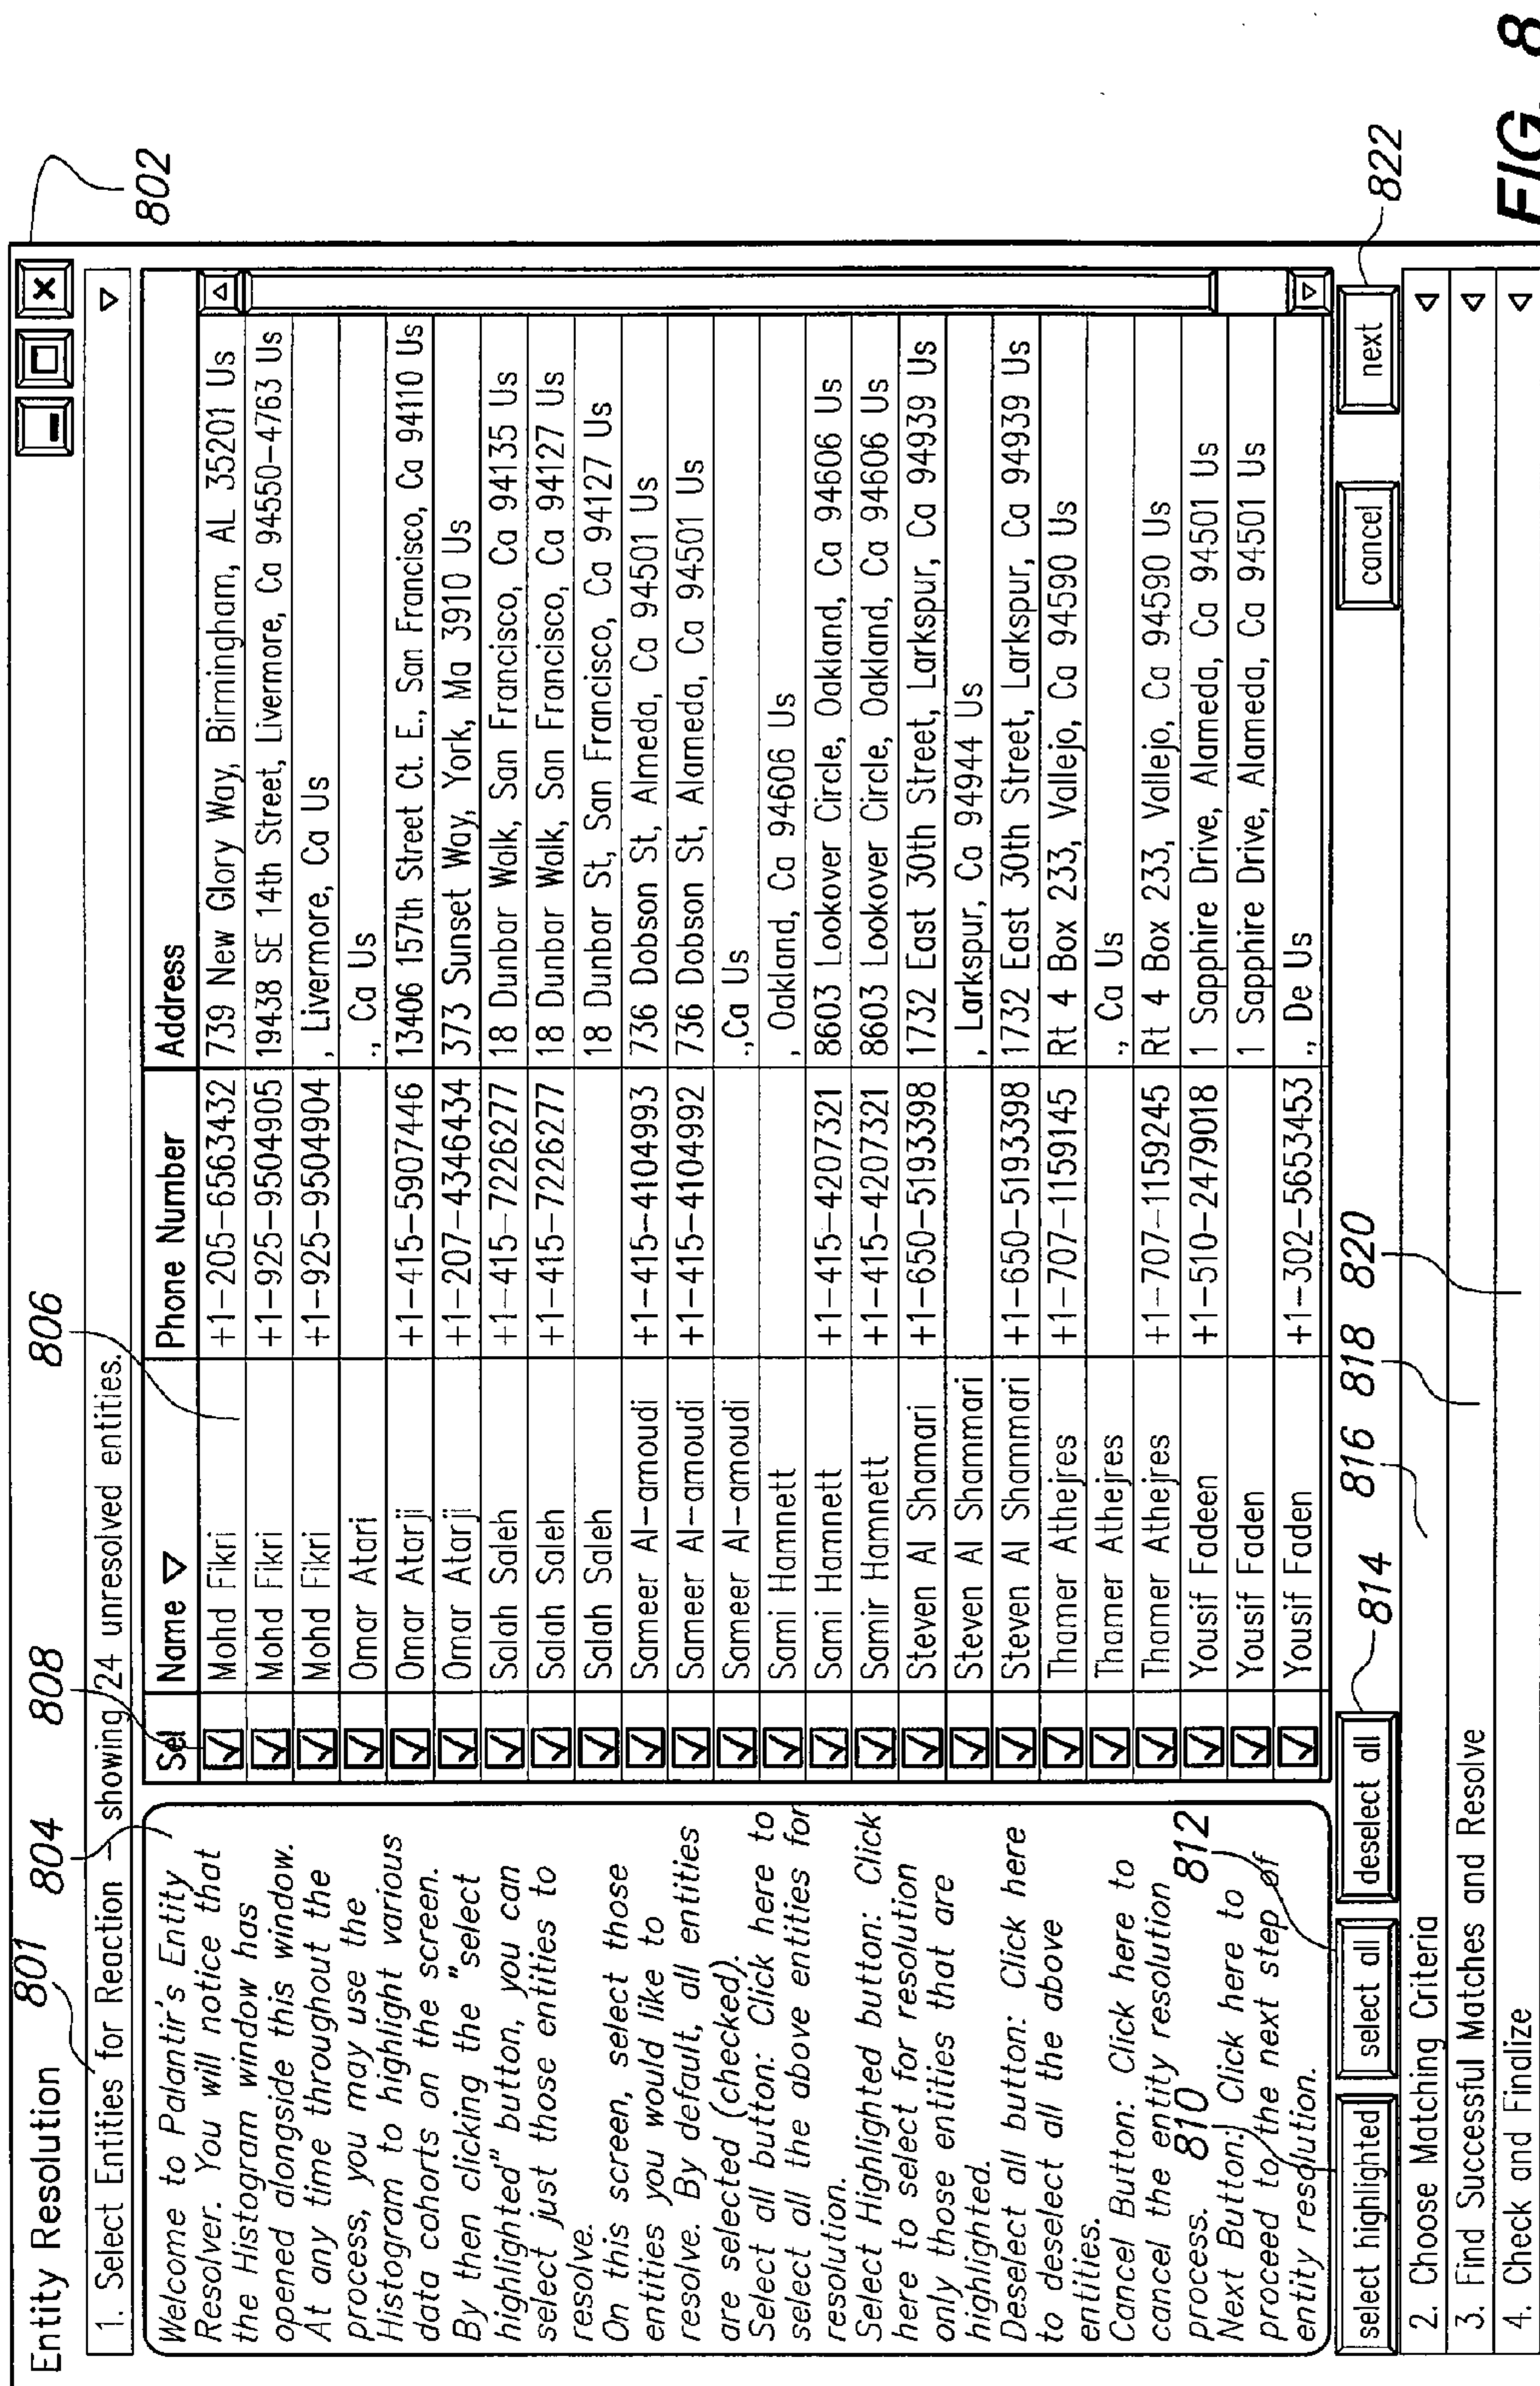 Entity Resolution
801 804 808 806
1. Select Entities for Reaction – showing 24 unresolved entities.
802
Welcome to Palantir's Entity
Resolver. You will notice that
the Histogram window has
opened alongside this window.
At any time throughout the
process, you may use the
Histogram to highlight various
data cohorts on the screen.
By then clicking the "select
highlighted" button, you can
select just those entities to
resolve.
On this screen, select those
entities you would like to
resolve. By default, all entities
are selected (checked).
Select all button: Click here to
select all the above entities for
resolution.
Select Highlighted button: Click
here to select for resolution
only those entities that are
highlighted.
Deselect all button: Click here
to deselect all the above
entities.
Cancel Button: Click here to
cancel the entity resolution
process. 810 812
Next Button: Click here to
proceed to the next step of
entity resolution.
Sel Name Phone Number Address
Mohd Fikri +1-205-6563432 739 New Glory Way, Birmingham, AL 35201 Us
Mohd Fikri +1-925-9504905 19438 SE 14th Street, Livermore, Ca 94550-4763 Us
Mohd Fikri +1-925-9504904 , Livermore, Ca Us
Omar Atari ., Ca Us
Omar Atarji +1-415-5907446 13406 157th Street Ct. E., San Francisco, Ca 94110 Us
Omar Atarji +1-207-4346434 373 Sunset Way, York, Ma 3910 Us
Salah Saleh +1-415-7226277 18 Dunbar Walk, San Francisco, Ca 94135 Us
Salah Saleh +1-415-7226277 18 Dunbar Walk, San Francisco, Ca 94127 Us
Salah Saleh 18 Dunbar St, San Francisco, Ca 94127 Us
Sameer Al-amoudi +1-415-4104993 736 Dobson St, Almeda, Ca 94501 Us
Sameer Al-amoudi +1-415-4104992 736 Dobson St, Alameda, Ca 94501 Us
Sameer Al-amoudi .,Ca Us
Sami Hamnett , Oakland, Ca 94606 Us
Sami Hamnett +1-415-4207321 8603 Lookover Circle, Oakland, Ca 94606 Us
Samir Hamnett +1-415-4207321 8603 Lookover Circle, Oakland, Ca 94606 Us
Steven Al Shamari +1-650-5193398 1732 East 30th Street, Larkspur, Ca 94939 Us
Steven Al Shammari , Larkspur, Ca 94944 Us
Steven Al Shammari +1-650-5193398 1732 East 30th Street, Larkspur, Ca 94939 Us
Thamer Athejres +1-707-1159145 Rt 4 Box 233, Vallejo, Ca 94590 Us
Thamer Athejres ., Ca Us
Thamer Athejres +1-707-1159245 Rt 4 Box 233, Vallejo, Ca 94590 Us
Yousif Fadeen +1-510-2479018 1 Sapphire Drive, Alameda, Ca 94501 Us
Yousif Faden 1 Sapphire Drive, Alameda, Ca 94501 Us
Yousif Faden +1-302-5653453 ., De Us
select highlighted select all deselect all 814 816 818 820 cancel next
822
2. Choose Matching Criteria
3. Find Successful Matches and Resolve
4. Check and Finalize
FIG. 8